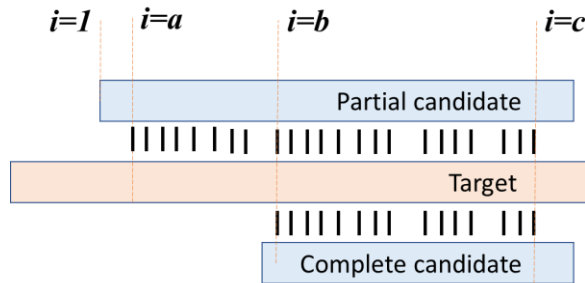 i=1 i=a i=b i=c
Partial candidate
Target
Complete candidate